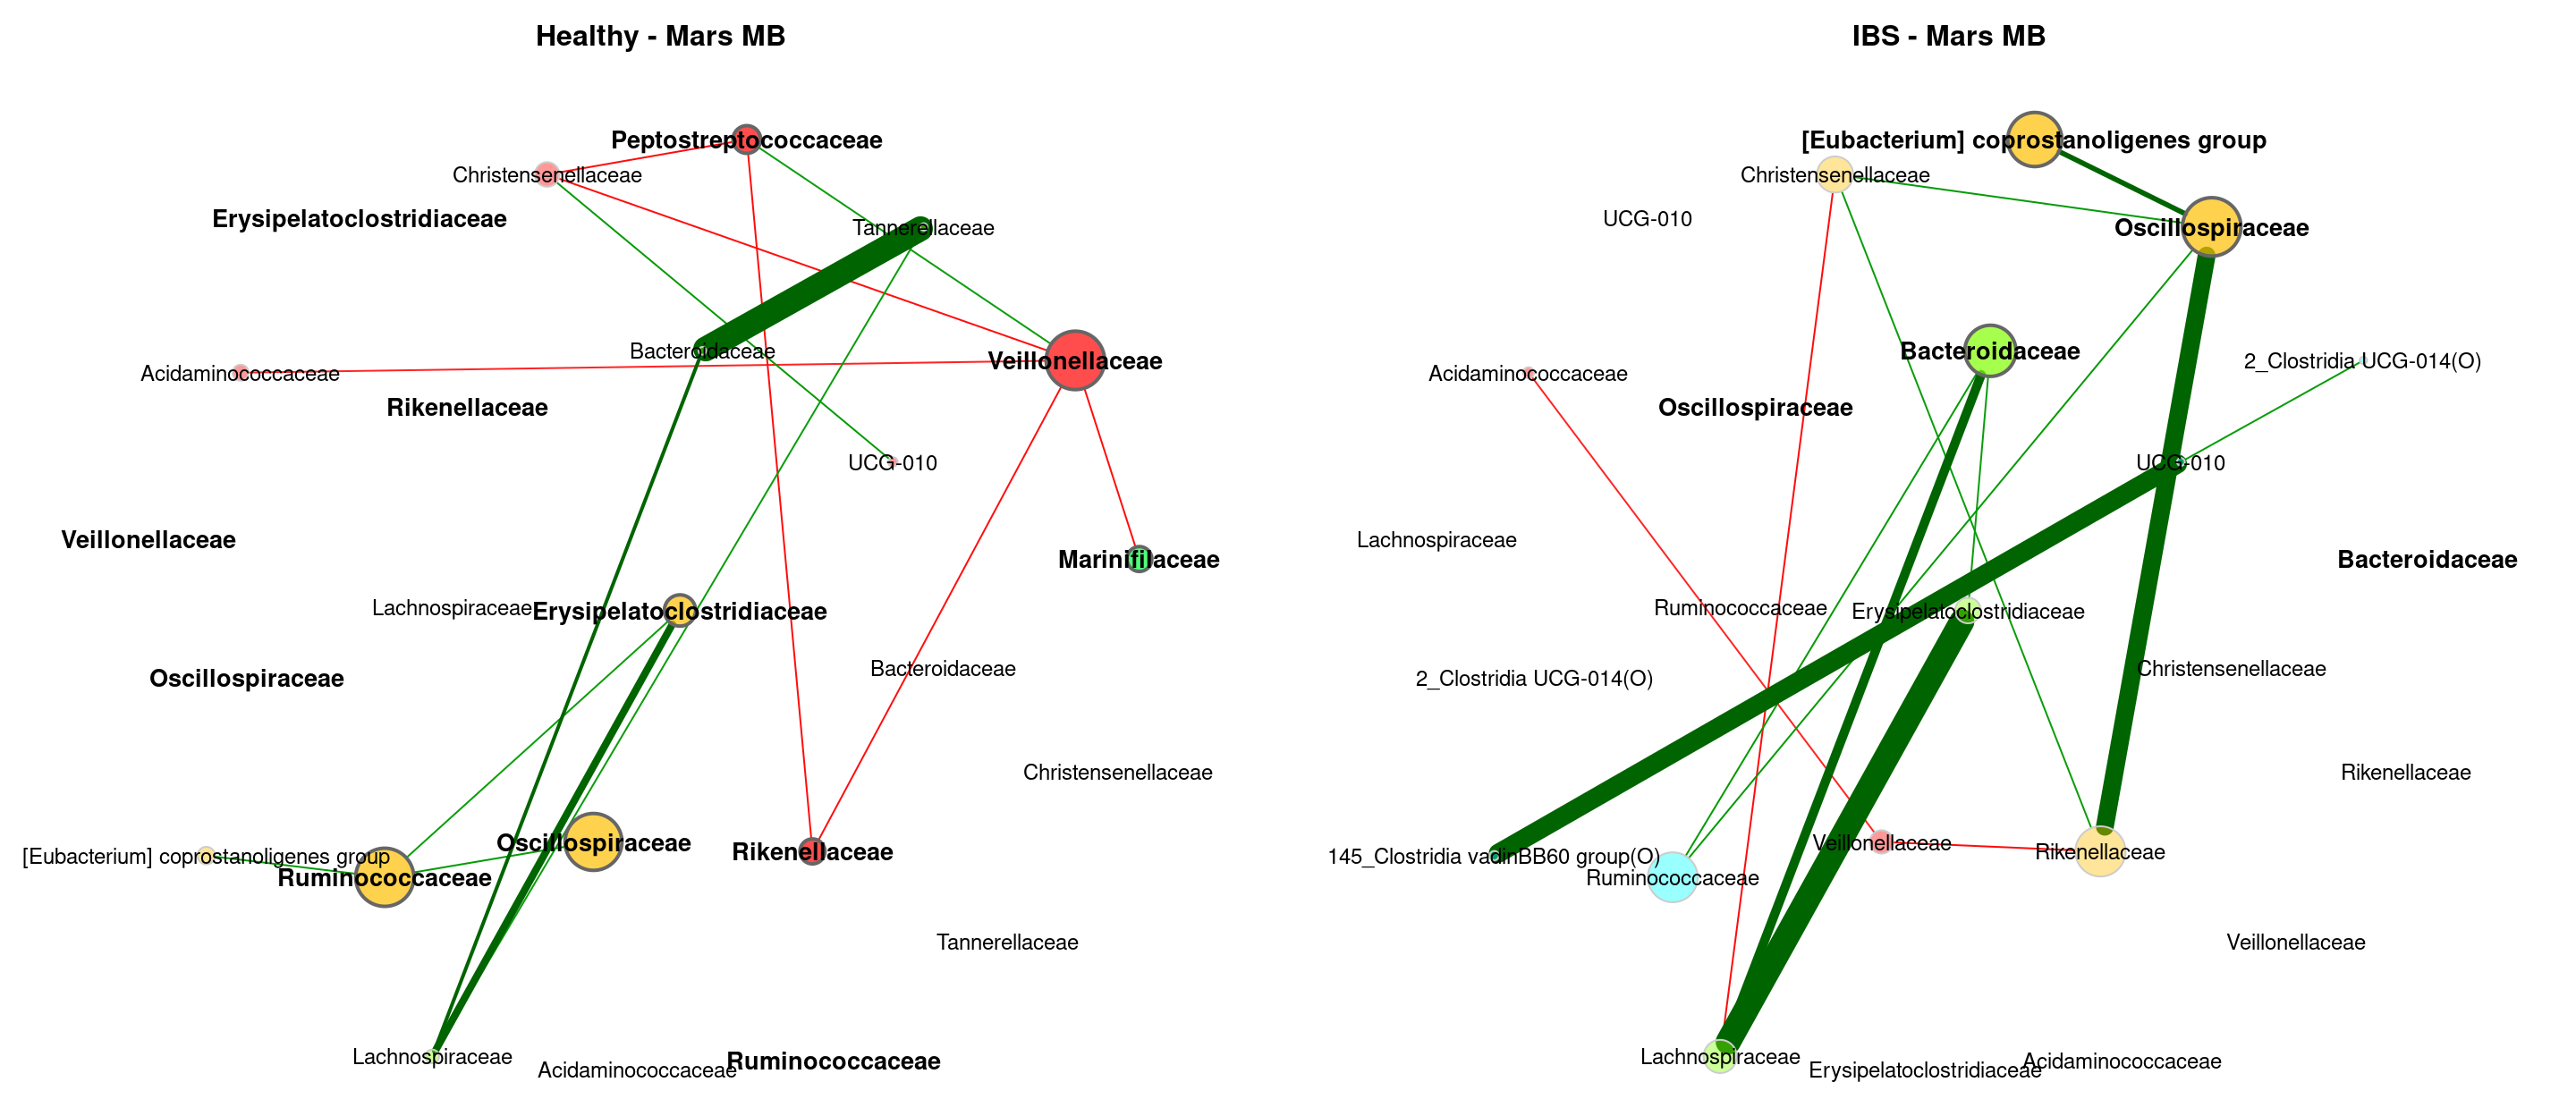 Healthy - Mars MB
Peptostreptococcaceae
Christensenellaceae
Erysipelatoclostridiaceae
Tannerellaceae
Bacteroidaceae
Veillonellaceae
Acidaminococcaceae
Rikenellaceae
UCG-010
Veillonellaceae
Marinifilaceae
Lachnospiraceae
Erysipelatoclostridiaceae
Bacteroidaceae
Oscillospiraceae
Christensenellaceae
Oscillospiraceae
Rikenellaceae
[Eubacterium] coprostanoligenes group
Ruminococcaceae
Tannerellaceae
Lachnospiraceae
Acidaminococcaceae
Ruminococcaceae
IBS - Mars MB
[Eubacterium] coprostanoligenes group
Christensenellaceae
UCG-010
Oscillospiraceae
Bacteroidaceae
2_Clostridia UCG-014(O)
Acidaminococcaceae
Oscillospiraceae
UCG-010
Lachnospiraceae
Bacteroidaceae
Ruminococcaceae
Erysipelatoclostridiaceae
Christensenellaceae
2_Clostridia UCG-014(O)
Rikenellaceae
Veillonellaceae
Rikenellaceae
145_Clostridia vadinBB60 group(O)
Ruminococcaceae
Veillonellaceae
Lachnospiraceae
Erysipelatoclostridiaceae
Acidaminococcaceae